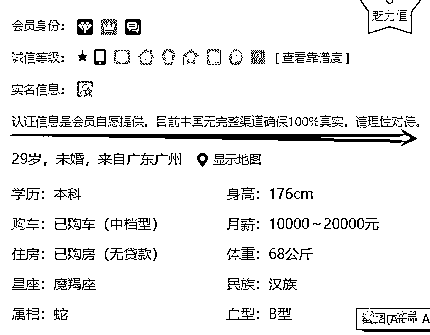 会员身份：
诚信等级： [查看靠谱度]
实名信息：
认证信息是会员自愿提供，目前丰国无完整渠道确保100%真实，请理性对待。
29岁，未婚，来自广东广州 显示地图
学历：本科 身高：176cm
购车：已购车（中档型） 月薪：10000~20000元
住房：已购房（无贷款） 体重：68公斤
星座：魔羯座 民族：汉族
属相：蛇 血型：B型